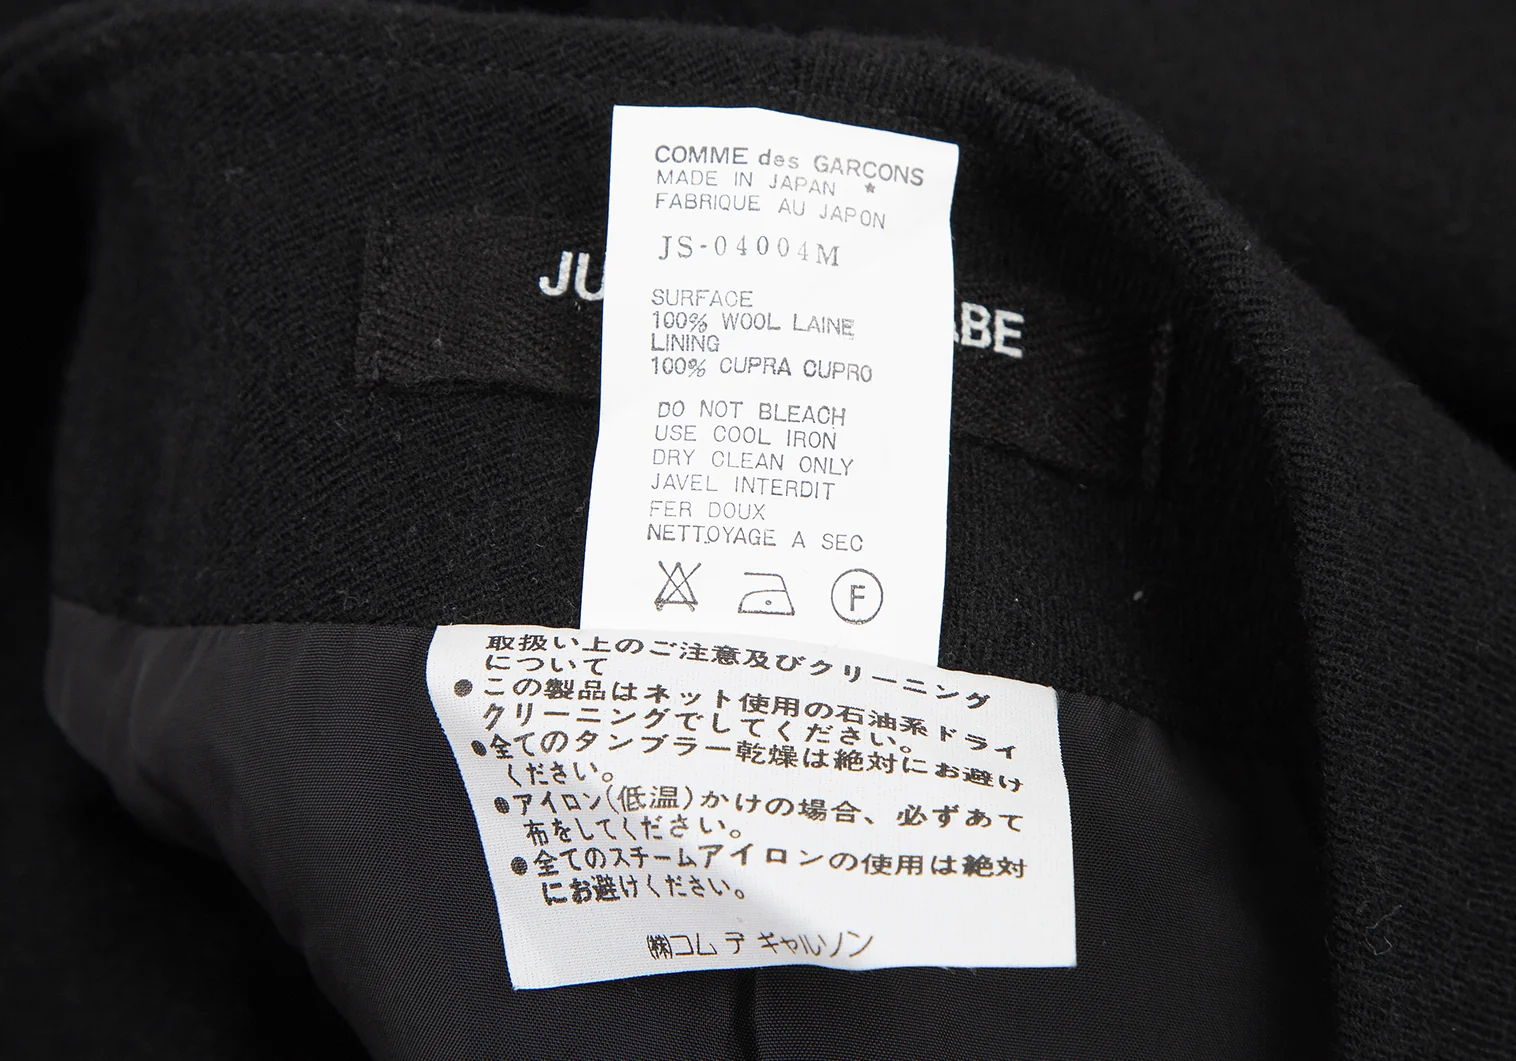 COMME des GARCONS
MADE IN JAPAN *
FABRIQUE AU JAPON
JS-04004M
JU ABE
SURFACE
100% WOOL LAINE
LINING
100% CUPRA CUPRO
DO NOT BLEACH
USE COOL IRON
DRY CLEAN ONLY
JAVEL INTERDIT
FER DOUX
NETTOYAGE A SEC
F
取扱い上のご注意及びクリーニング
について
●この製品はネット使用の石油系ドライ
クリーニングでしてください。
●全てのタンブラー乾燥は絶対にお避け
ください。
●アイロン(低温)かけの場合、必ずあて
布をしてください。
●全てのスチームアイロンの使用は絶対
にお避けください。
㈱コム デ ギャルソン